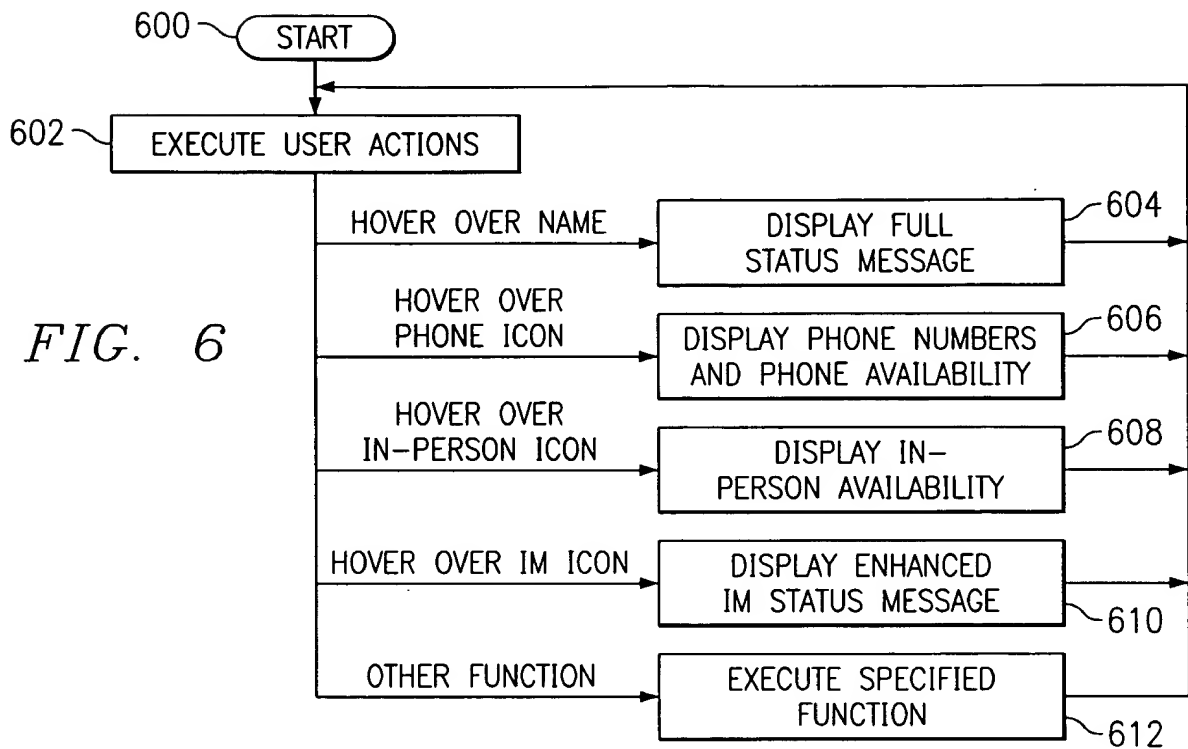 600
START
602
EXECUTE USER ACTIONS
HOVER OVER NAME
DISPLAY FULL
STATUS MESSAGE
604
HOVER OVER
PHONE ICON
DISPLAY PHONE NUMBERS
AND PHONE AVAILABILITY
606
FIG. 6
HOVER OVER
IN-PERSON ICON
DISPLAY IN-
PERSON AVAILABILITY
608
HOVER OVER IM ICON
DISPLAY ENHANCED
IM STATUS MESSAGE
610
OTHER FUNCTION
EXECUTE SPECIFIED
FUNCTION
612